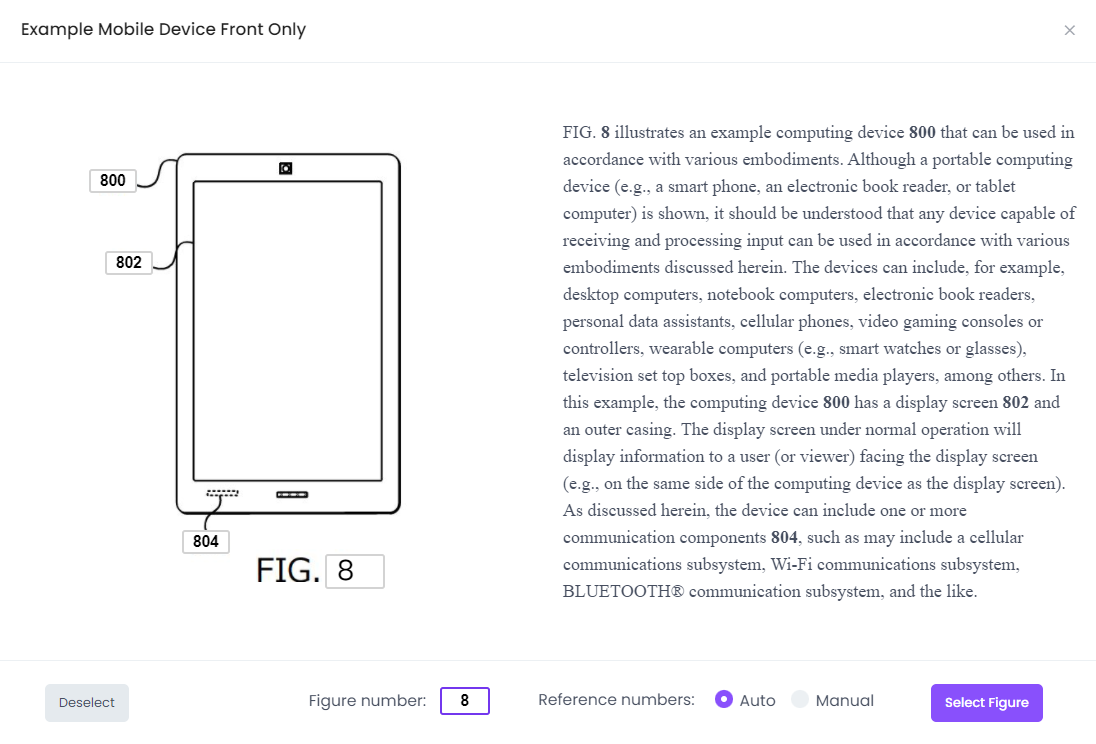 Example Mobile Device Front Only
×
800
802
804
FIG. 8
FIG. 8 illustrates an example computing device 800 that can be used in
accordance with various embodiments. Although a portable computing
device (e.g., a smart phone, an electronic book reader, or tablet
computer) is shown, it should be understood that any device capable of
receiving and processing input can be used in accordance with various
embodiments discussed herein. The devices can include, for example,
desktop computers, notebook computers, electronic book readers,
personal data assistants, cellular phones, video gaming consoles or
controllers, wearable computers (e.g., smart watches or glasses),
television set top boxes, and portable media players, among others. In
this example, the computing device 800 has a display screen 802 and
an outer casing. The display screen under normal operation will
display information to a user (or viewer) facing the display screen
(e.g., on the same side of the computing device as the display screen).
As discussed herein, the device can include one or more
communication components 804, such as may include a cellular
communications subsystem, Wi-Fi communications subsystem,
BLUETOOTH® communication subsystem, and the like.
Deselect
Figure number: 8
Reference numbers: Auto Manual
Select Figure